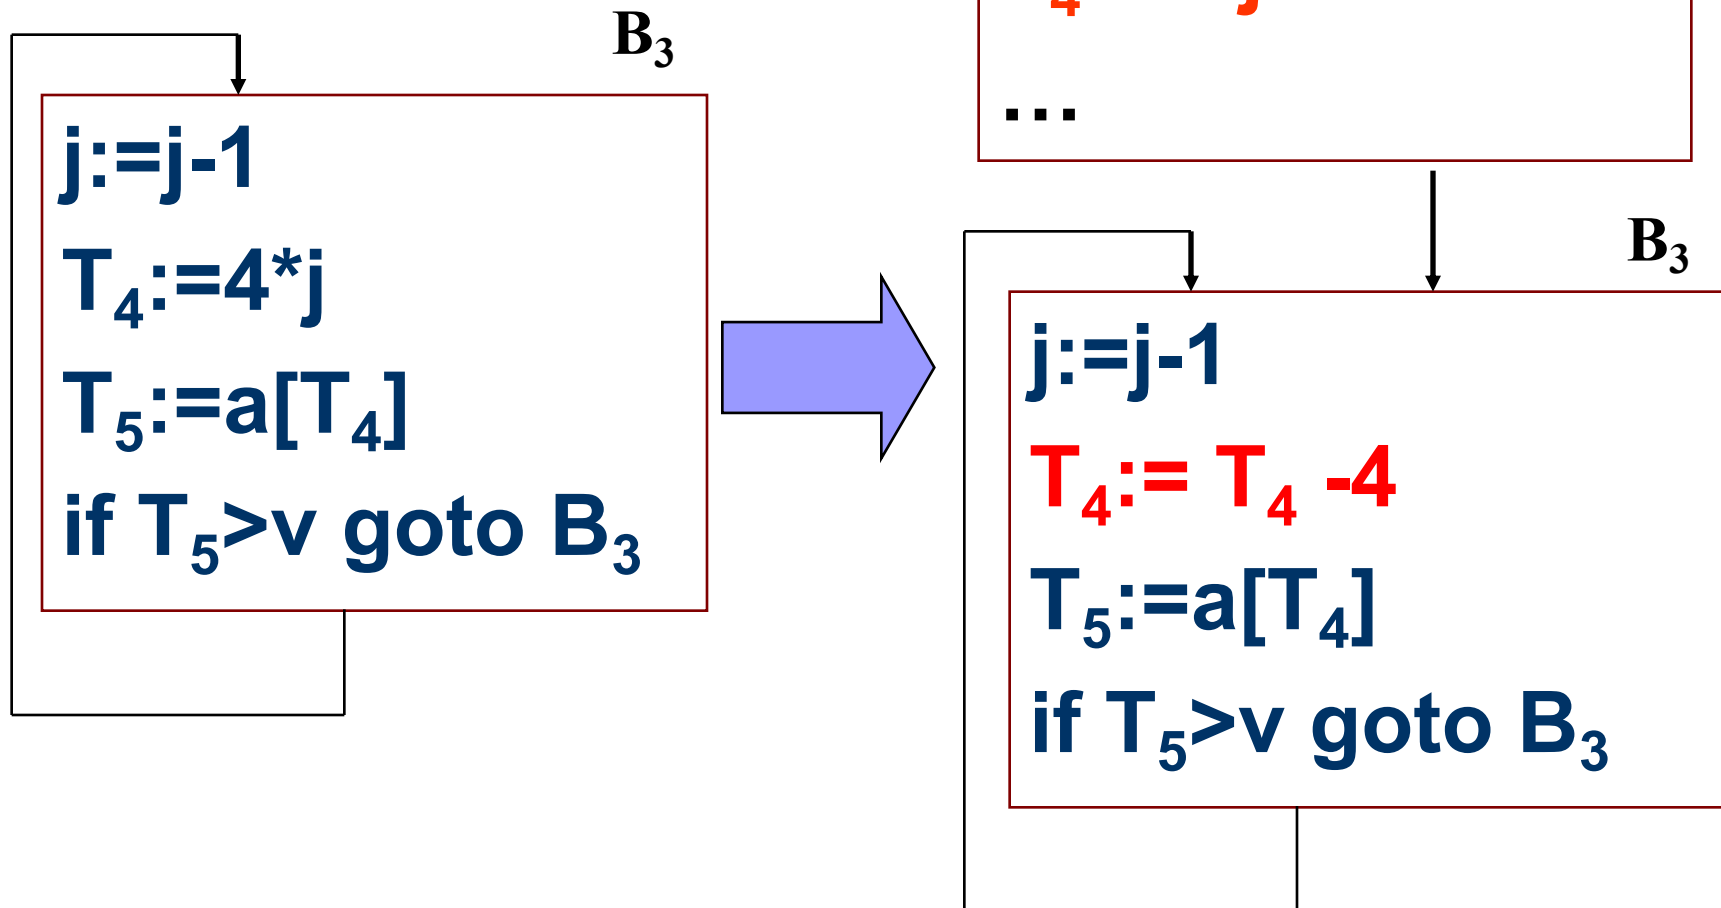 B₃
j:=j-1
T₄:=4*j
T₅:=a[T₄]
if T₅>v goto B₃
...
B₃
j:=j-1
T₄:= T₄ -4
T₅:=a[T₄]
if T₅>v goto B₃